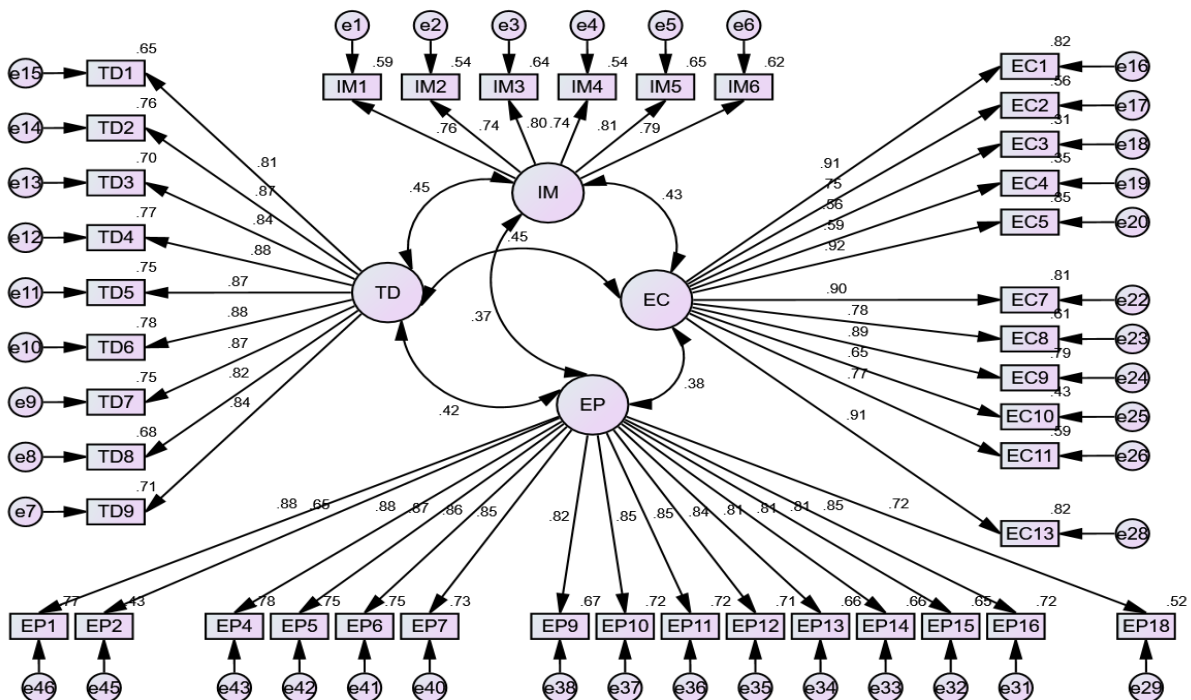 e1 e2 e3 e4 e5 e6
.59 .54 .64 .54 .65 .62
IM1 IM2 IM3 IM4 IM5 IM6
.76 .74 .80 .74 .81 .79
IM
.65
e15 TD1
.76
e14 TD2
.70
e13 TD3
.77
e12 TD4
.75
e11 TD5
.78
e10 TD6
.75
e9 TD7
.68
e8 TD8
.71
e7 TD9
.81
.87
.84
.88
.87
.88
.87
.82
.84
TD
.45
.43
.45
.37
.42
.38
EC
EP
.91
.75
.56
.59
.92
.90
.78
.89
.65
.77
.91
.82
EC1 e16
.56
EC2 e17
.31
EC3 e18
.35
EC4 e19
.85
EC5 e20
.81
EC7 e22
.61
EC8 e23
.79
EC9 e24
.43
EC10 e25
.59
EC11 e26
.82
EC13 e28
.88 .65 .88 .87 .86 .85 .82 .85 .85 .84 .81 .81 .81 .85 .72
.77 .43 .78 .75 .75 .73 .67 .72 .72 .71 .66 .66 .65 .72 .52
EP1 EP2 EP4 EP5 EP6 EP7 EP9 EP10 EP11 EP12 EP13 EP14 EP15 EP16 EP18
e46 e45 e43 e42 e41 e40 e38 e37 e36 e35 e34 e33 e32 e31 e29